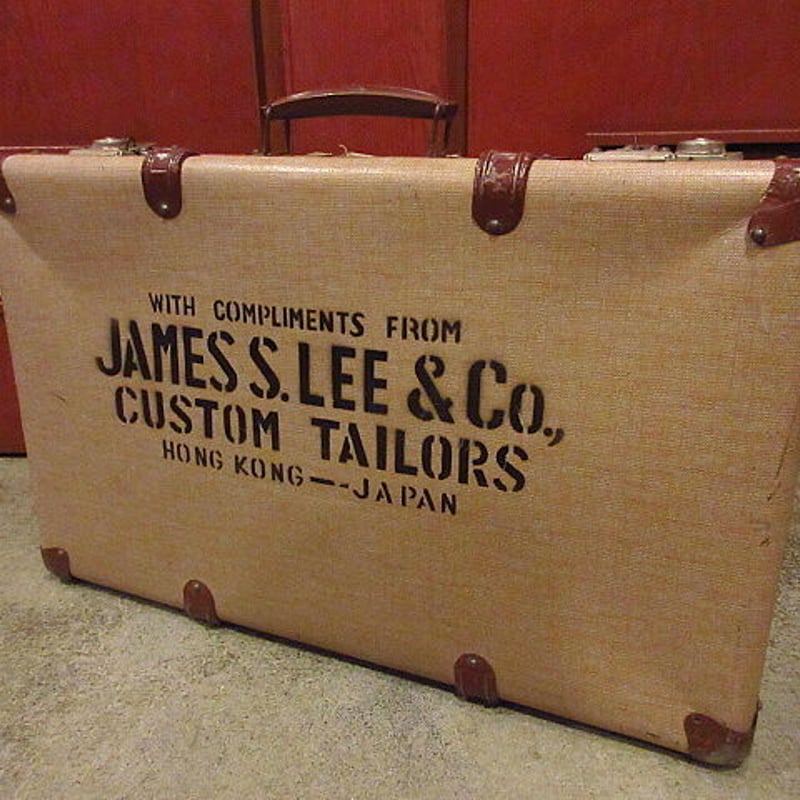 WITH COMPLIMENTS FROM
JAMES S. LEE & CO.,
CUSTOM TAILORS
HONG KONG—-JAPAN